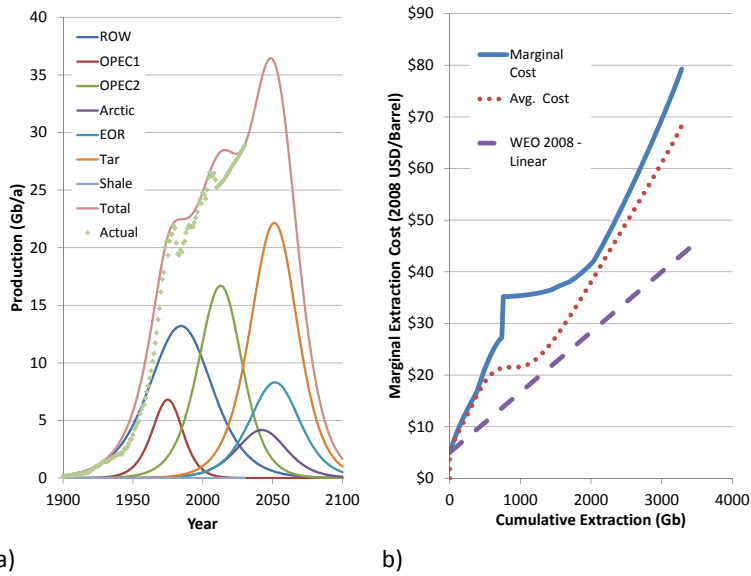 40
35
30
25
20
15
10
5
0
Production (Gb/a)
ROW
OPEC1
OPEC2
Arctic
EOR
Tar
Shale
Total
Actual
1900
1950
2000
2050
2100
Year
a)
$90
$80
$70
$60
$50
$40
$30
$20
$10
$0
Marginal Extraction Cost (2008 USD/Barrel)
Marginal
Cost
Avg. Cost
WEO 2008 -
Linear
0
1000
2000
3000
4000
Cumulative Extraction (Gb)
b)